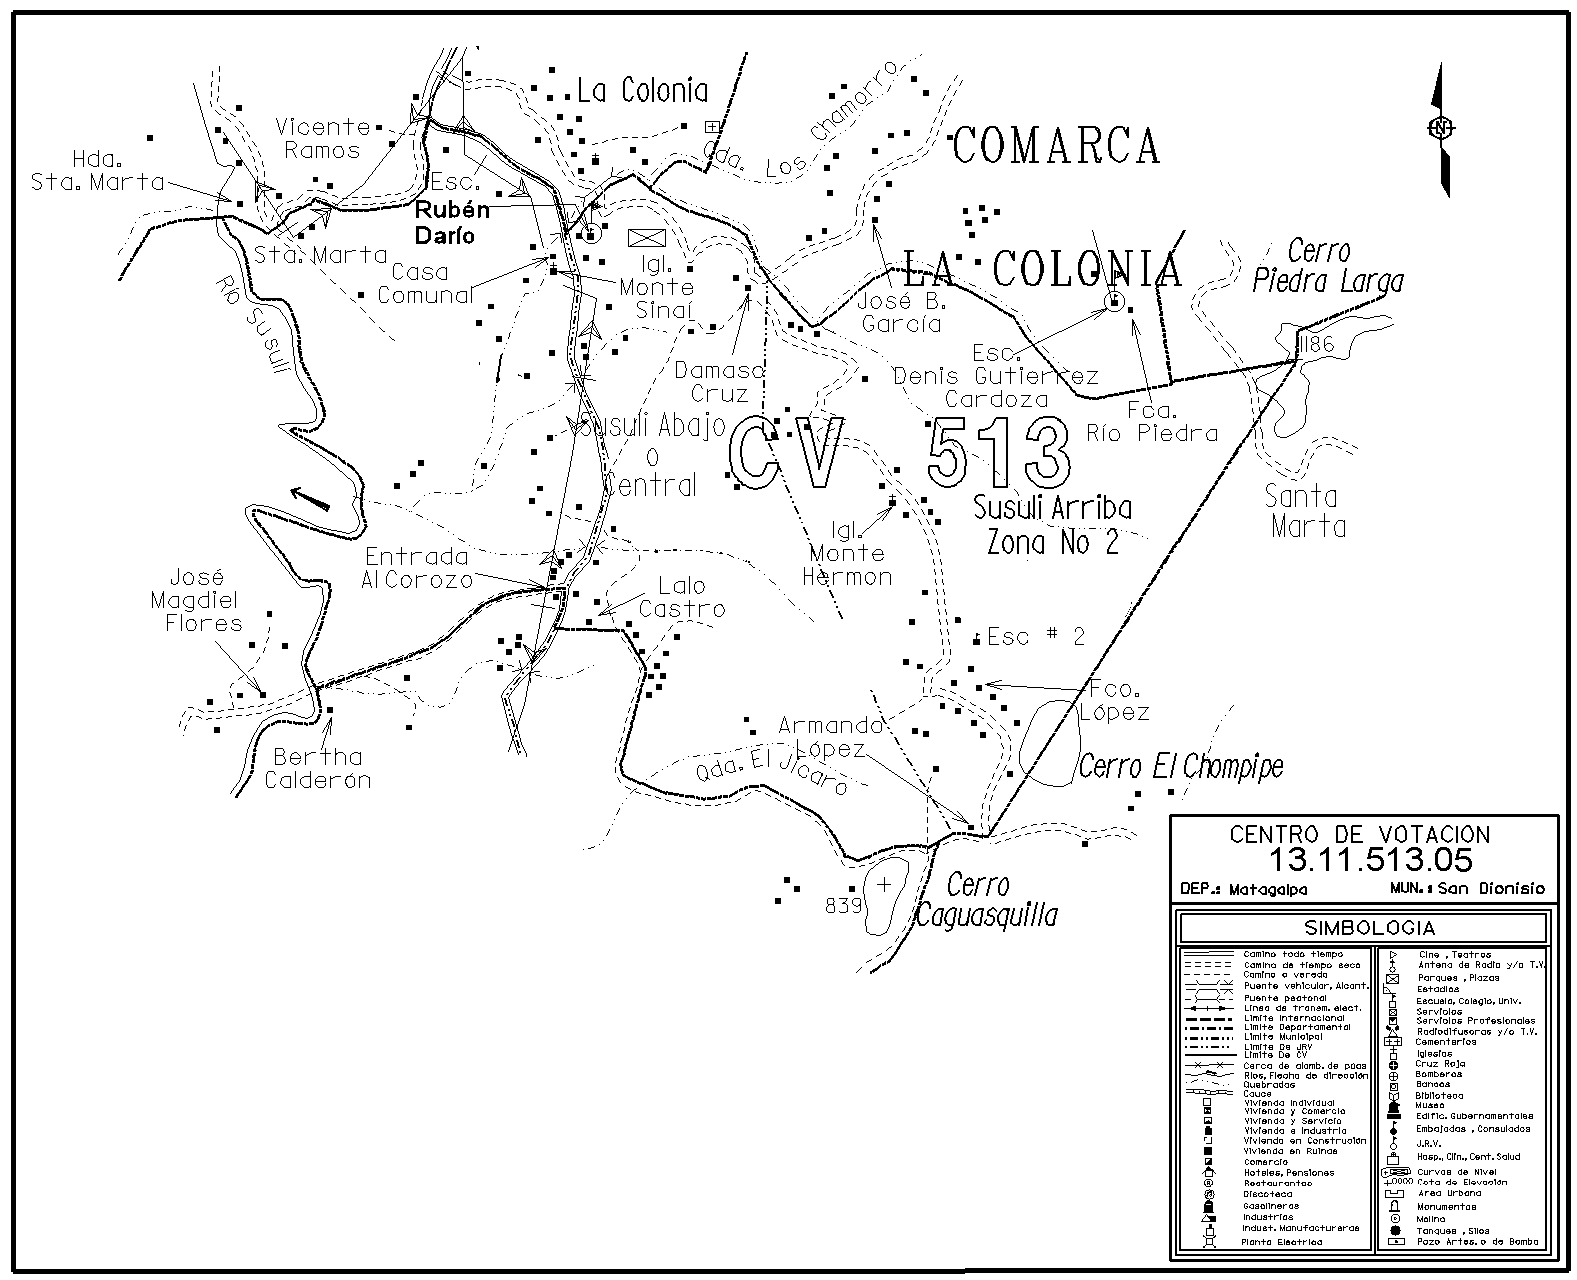 La Colonia
Vicente
Ramos
Hda.
Sta. Marta
Esc.
Rubén
Darío
Qda. Los Chamorro
COMARCA
LA COLONIA
N
Sta. Marta
Casa
Comunal
Igl.
Monte
Sinaí
Río Susulí
José B.
García
Cerro
Piedra Larga
1186
Damaso
Cruz
Esc.
Denis Gutierrez
Cardoza
Fca.
Río Piedra
Susuli Abajo
o
Central
CV 513
Susuli Arriba
Zona No 2
Santa
Marta
Igl.
Monte
Hermon
Entrada
Al Corozo
José
Magdiel
Flores
Lalo
Castro
Esc # 2
Fco.
López
Armando
López
Bertha
Calderón
Qda. El Jícaro
Cerro El Chompipe
839
Cerro
Caguasquilla
CENTRO DE VOTACION
13.11.513.05
DEP.: Matagalpa MUN.: San Dionisio
SIMBOLOGIA
Camino todo tiempo
Camino de tiempo seco
Camino o vereda
Puente vehicular, Alcant.
Puente peatonal
Línea de transm. elect.
Limite Internacional
Limite Departamental
Limite Municipal
Limite De JRV
Limite De CV
Cerca de alamb. de púas
Ríos, Flecha de dirección
Quebradas
Cauce
Vivienda Individual
Vivienda y Comercio
Vivienda y Servicio
Vivienda e Industria
Vivienda en Construción
Vivienda en Ruinas
Comercio
Hoteles, Pensiones
Restaurantes
Discoteca
Gasolineras
Industrias
Indust. Manufactureras
Planta Electrica
Cine , Teatros
Antena de Radio y/o T.V.
Parques , Plazas
Estadios
Escuela, Colegio, Univ.
Servicios
Servicios Profesionales
Radiodifusoras y/o T.V.
Cementerios
Iglesias
Cruz Roja
Bomberos
Bancos
Biblioteca
Museo
Edific. Gubernamentales
Embajadas , Consulados
J.R.V.
Hosp., Clin., Cent. Salud
Curvas de Nivel
0000 Cota de Elevación
Area Urbana
Monumentos
Molino
Tanques , Silos
Pozo Artes. o de Bomba